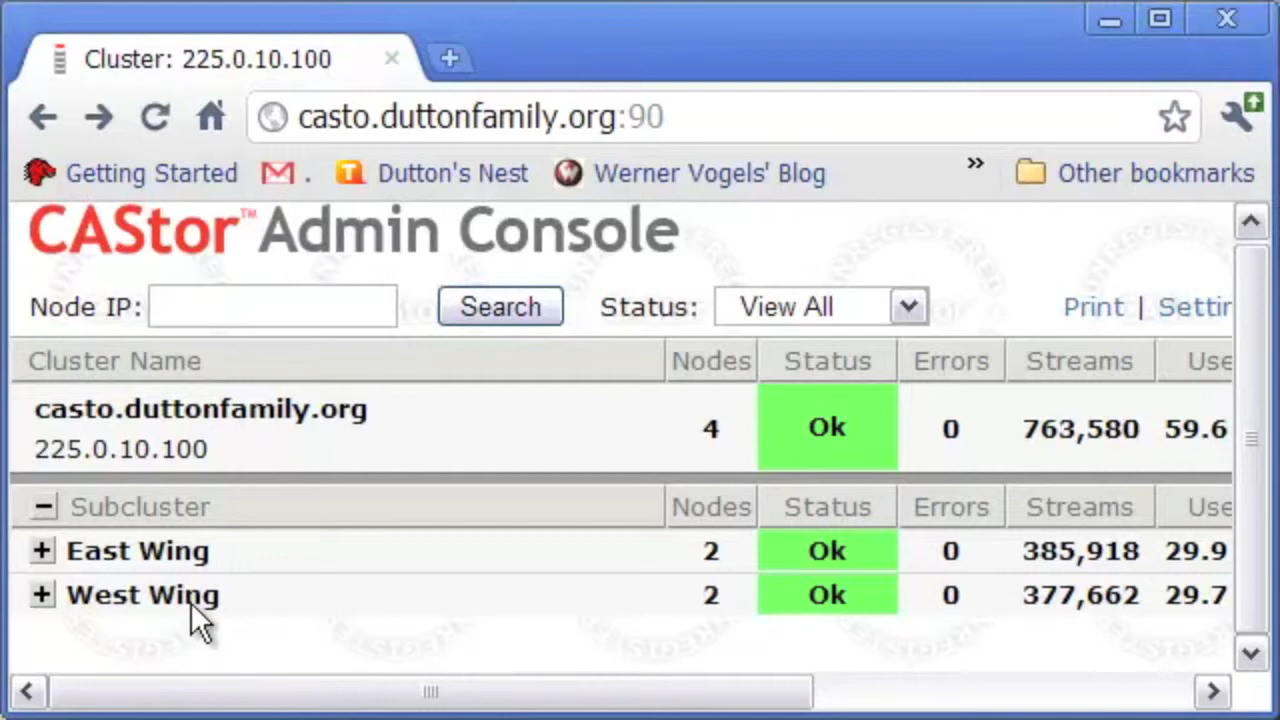 Cluster: 225.0.10.100
casto.duttonfamily.org:90
Getting Started . Dutton's Nest Werner Vogels' Blog » Other bookmarks
CAStor™ Admin Console
Node IP: Search Status: View All Print | Settin
Cluster Name Nodes Status Errors Streams Use
casto.duttonfamily.org 4 Ok 0 763,580 59.6
225.0.10.100
Subcluster Nodes Status Errors Streams Use
East Wing 2 Ok 0 385,918 29.9
West Wing 2 Ok 0 377,662 29.7
UNREGISTERED